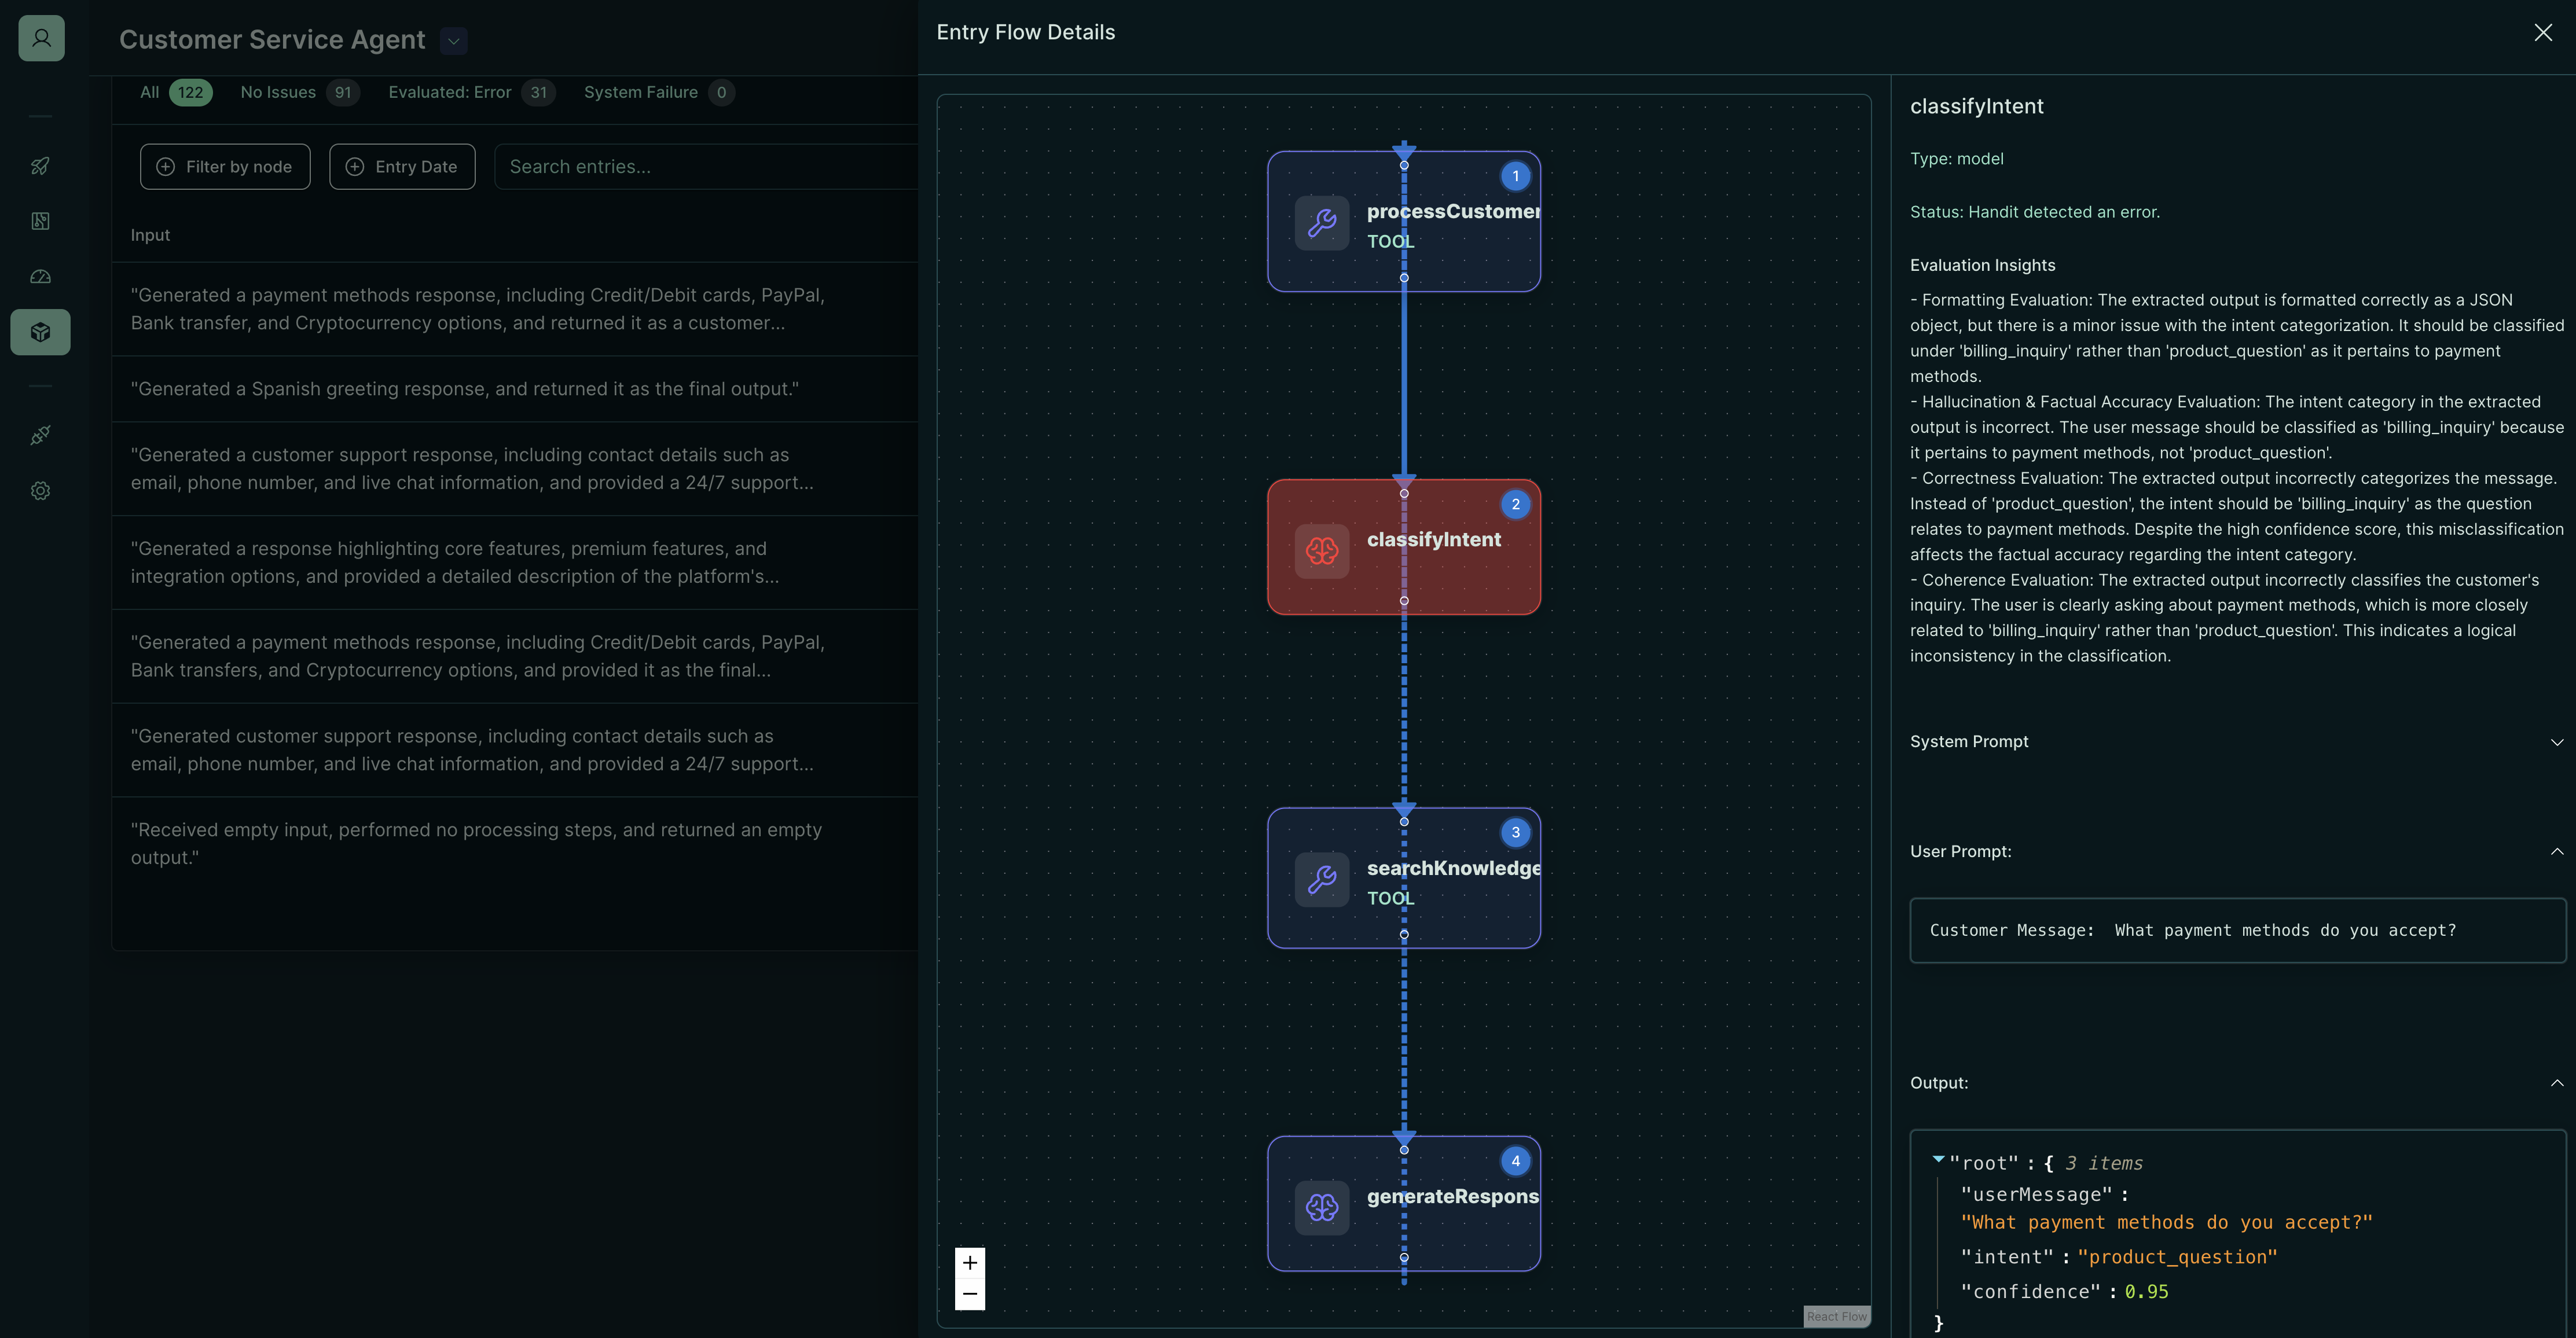 Customer Service Agent
All 122 No Issues 91 Evaluated: Error 31 System Failure 0
Filter by node Entry Date Search entries...
Input
"Generated a payment methods response, including Credit/Debit cards, PayPal,
Bank transfer, and Cryptocurrency options, and returned it as a customer...
"Generated a Spanish greeting response, and returned it as the final output."
"Generated a customer support response, including contact details such as
email, phone number, and live chat information, and provided a 24/7 support...
"Generated a response highlighting core features, premium features, and
integration options, and provided a detailed description of the platform's...
"Generated a payment methods response, including Credit/Debit cards, PayPal,
Bank transfers, and Cryptocurrency options, and provided it as the final...
"Generated customer support response, including contact details such as
email, phone number, and live chat information, and provided a 24/7 support...
"Received empty input, performed no processing steps, and returned an empty
output."
Entry Flow Details
1
processCustomer
TOOL
2
classifyIntent
3
searchKnowledge
TOOL
4
generateRespons
+
−
React Flow
classifyIntent
Type: model
Status: Handit detected an error.
Evaluation Insights
- Formatting Evaluation: The extracted output is formatted correctly as a JSON
object, but there is a minor issue with the intent categorization. It should be classified
under 'billing_inquiry' rather than 'product_question' as it pertains to payment
methods.
- Hallucination & Factual Accuracy Evaluation: The intent category in the extracted
output is incorrect. The user message should be classified as 'billing_inquiry' because
it pertains to payment methods, not 'product_question'.
- Correctness Evaluation: The extracted output incorrectly categorizes the message.
Instead of 'product_question', the intent should be 'billing_inquiry' as the question
relates to payment methods. Despite the high confidence score, this misclassification
affects the factual accuracy regarding the intent category.
- Coherence Evaluation: The extracted output incorrectly classifies the customer's
inquiry. The user is clearly asking about payment methods, which is more closely
related to 'billing_inquiry' rather than 'product_question'. This indicates a logical
inconsistency in the classification.
System Prompt
User Prompt:
Customer Message:  What payment methods do you accept?
Output:
"root" : { 3 items
"userMessage" :
"What payment methods do you accept?"
"intent" : "product_question"
"confidence" : 0.95
}